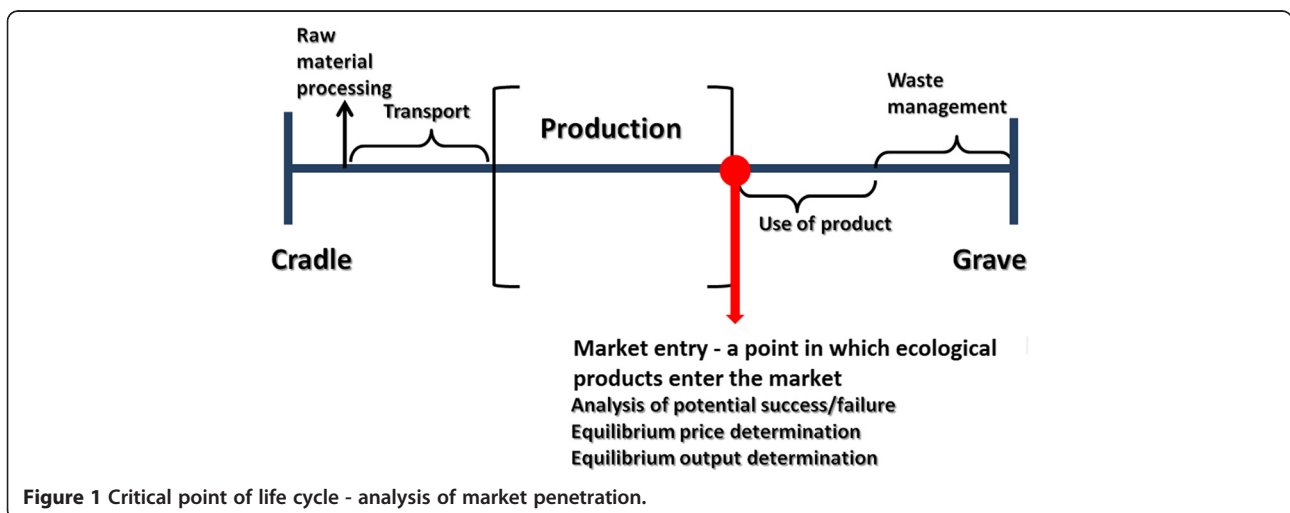 Raw
material
processing
Transport
Production
Waste
management
Use of product
Cradle
Grave
Market entry - a point in which ecological
products enter the market
Analysis of potential success/failure
Equilibrium price determination
Equilibrium output determination
Figure 1 Critical point of life cycle - analysis of market penetration.